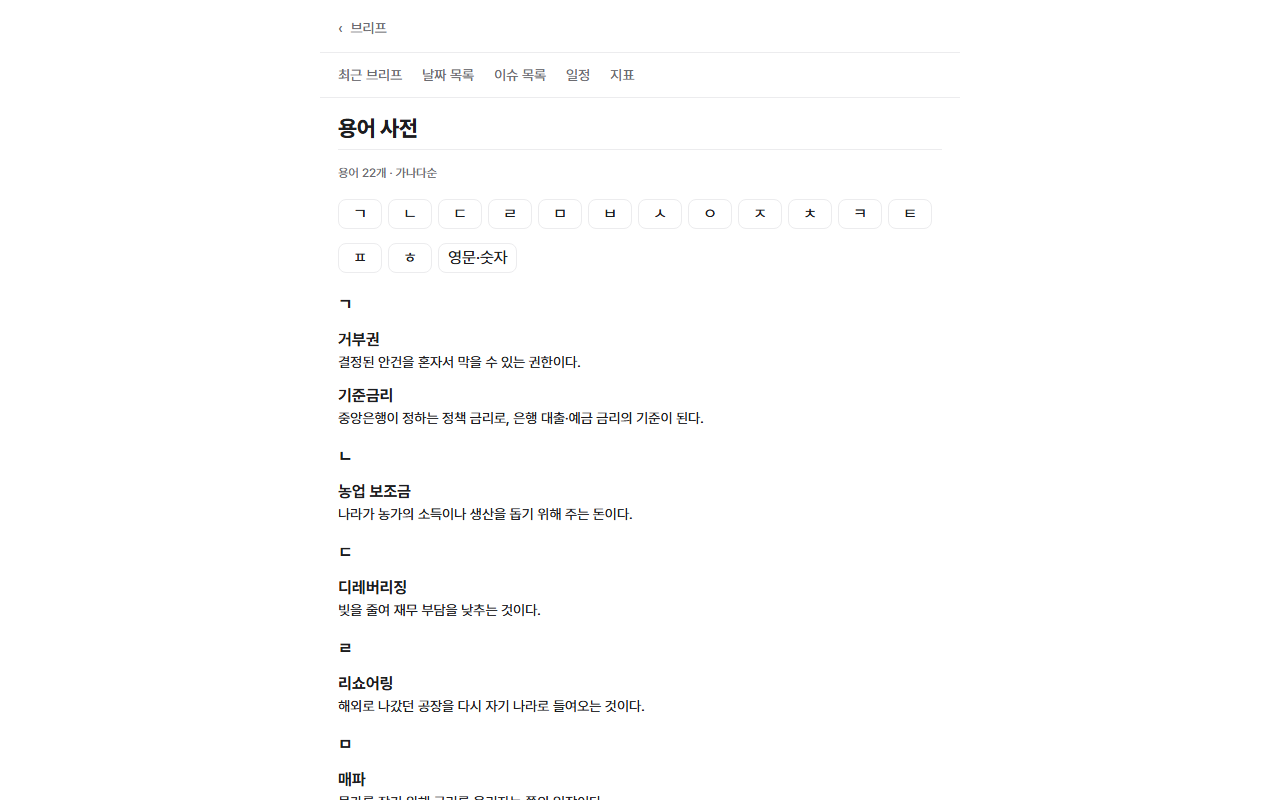 ‹ 브리프
최근 브리프 날짜 목록 이슈 목록 일정 지표
용어 사전
용어 22개 · 가나다순
ㄱ ㄴ ㄷ ㄹ ㅁ ㅂ ㅅ ㅇ ㅈ ㅊ ㅋ ㅌ
ㅍ ㅎ 영문·숫자
ㄱ
거부권
결정된 안건을 혼자서 막을 수 있는 권한이다.
기준금리
중앙은행이 정하는 정책 금리로, 은행 대출·예금 금리의 기준이 된다.
ㄴ
농업 보조금
나라가 농가의 소득이나 생산을 돕기 위해 주는 돈이다.
ㄷ
디레버리징
빚을 줄여 재무 부담을 낮추는 것이다.
ㄹ
리쇼어링
해외로 나갔던 공장을 다시 자기 나라로 들여오는 것이다.
ㅁ
매파